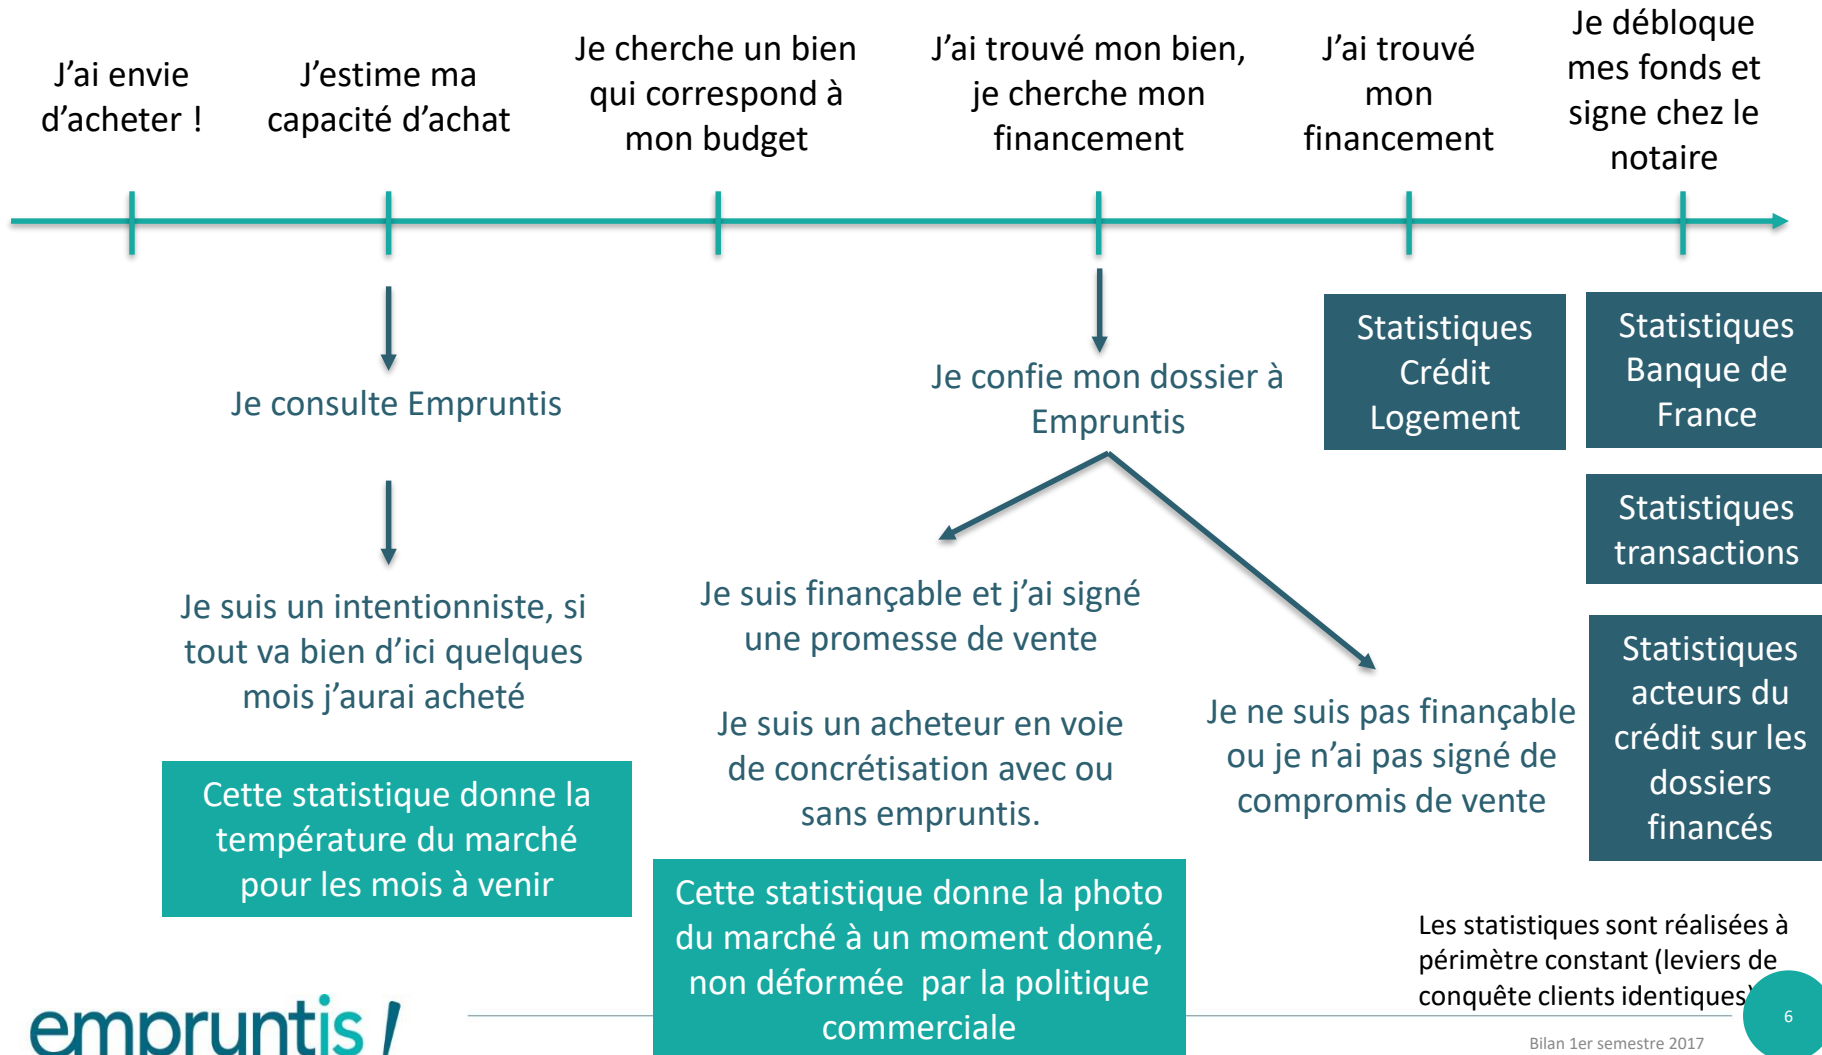 J'ai envie
d'acheter !
J'estime ma
capacité d'achat
Je cherche un bien
qui correspond à
mon budget
J'ai trouvé mon bien,
je cherche mon
financement
J'ai trouvé
mon
financement
Je débloque
mes fonds et
signe chez le
notaire
Je consulte Empruntis
Je suis un intentionniste, si
tout va bien d'ici quelques
mois j'aurai acheté
Cette statistique donne la
température du marché
pour les mois à venir
Je confie mon dossier à
Empruntis
Je suis finançable et j'ai signé
une promesse de vente
Je suis un acheteur en voie
de concrétisation avec ou
sans empruntis.
Cette statistique donne la photo
du marché à un moment donné,
non déformée  par la politique
commerciale
Je ne suis pas finançable
ou je n'ai pas signé de
compromis de vente
Statistiques
Crédit
Logement
Statistiques
Banque de
France
Statistiques
transactions
Statistiques
acteurs du
crédit sur les
dossiers
financés
Les statistiques sont réalisées à
périmètre constant (leviers de
conquête clients identiques)
empruntis !
6
Bilan 1er semestre 2017